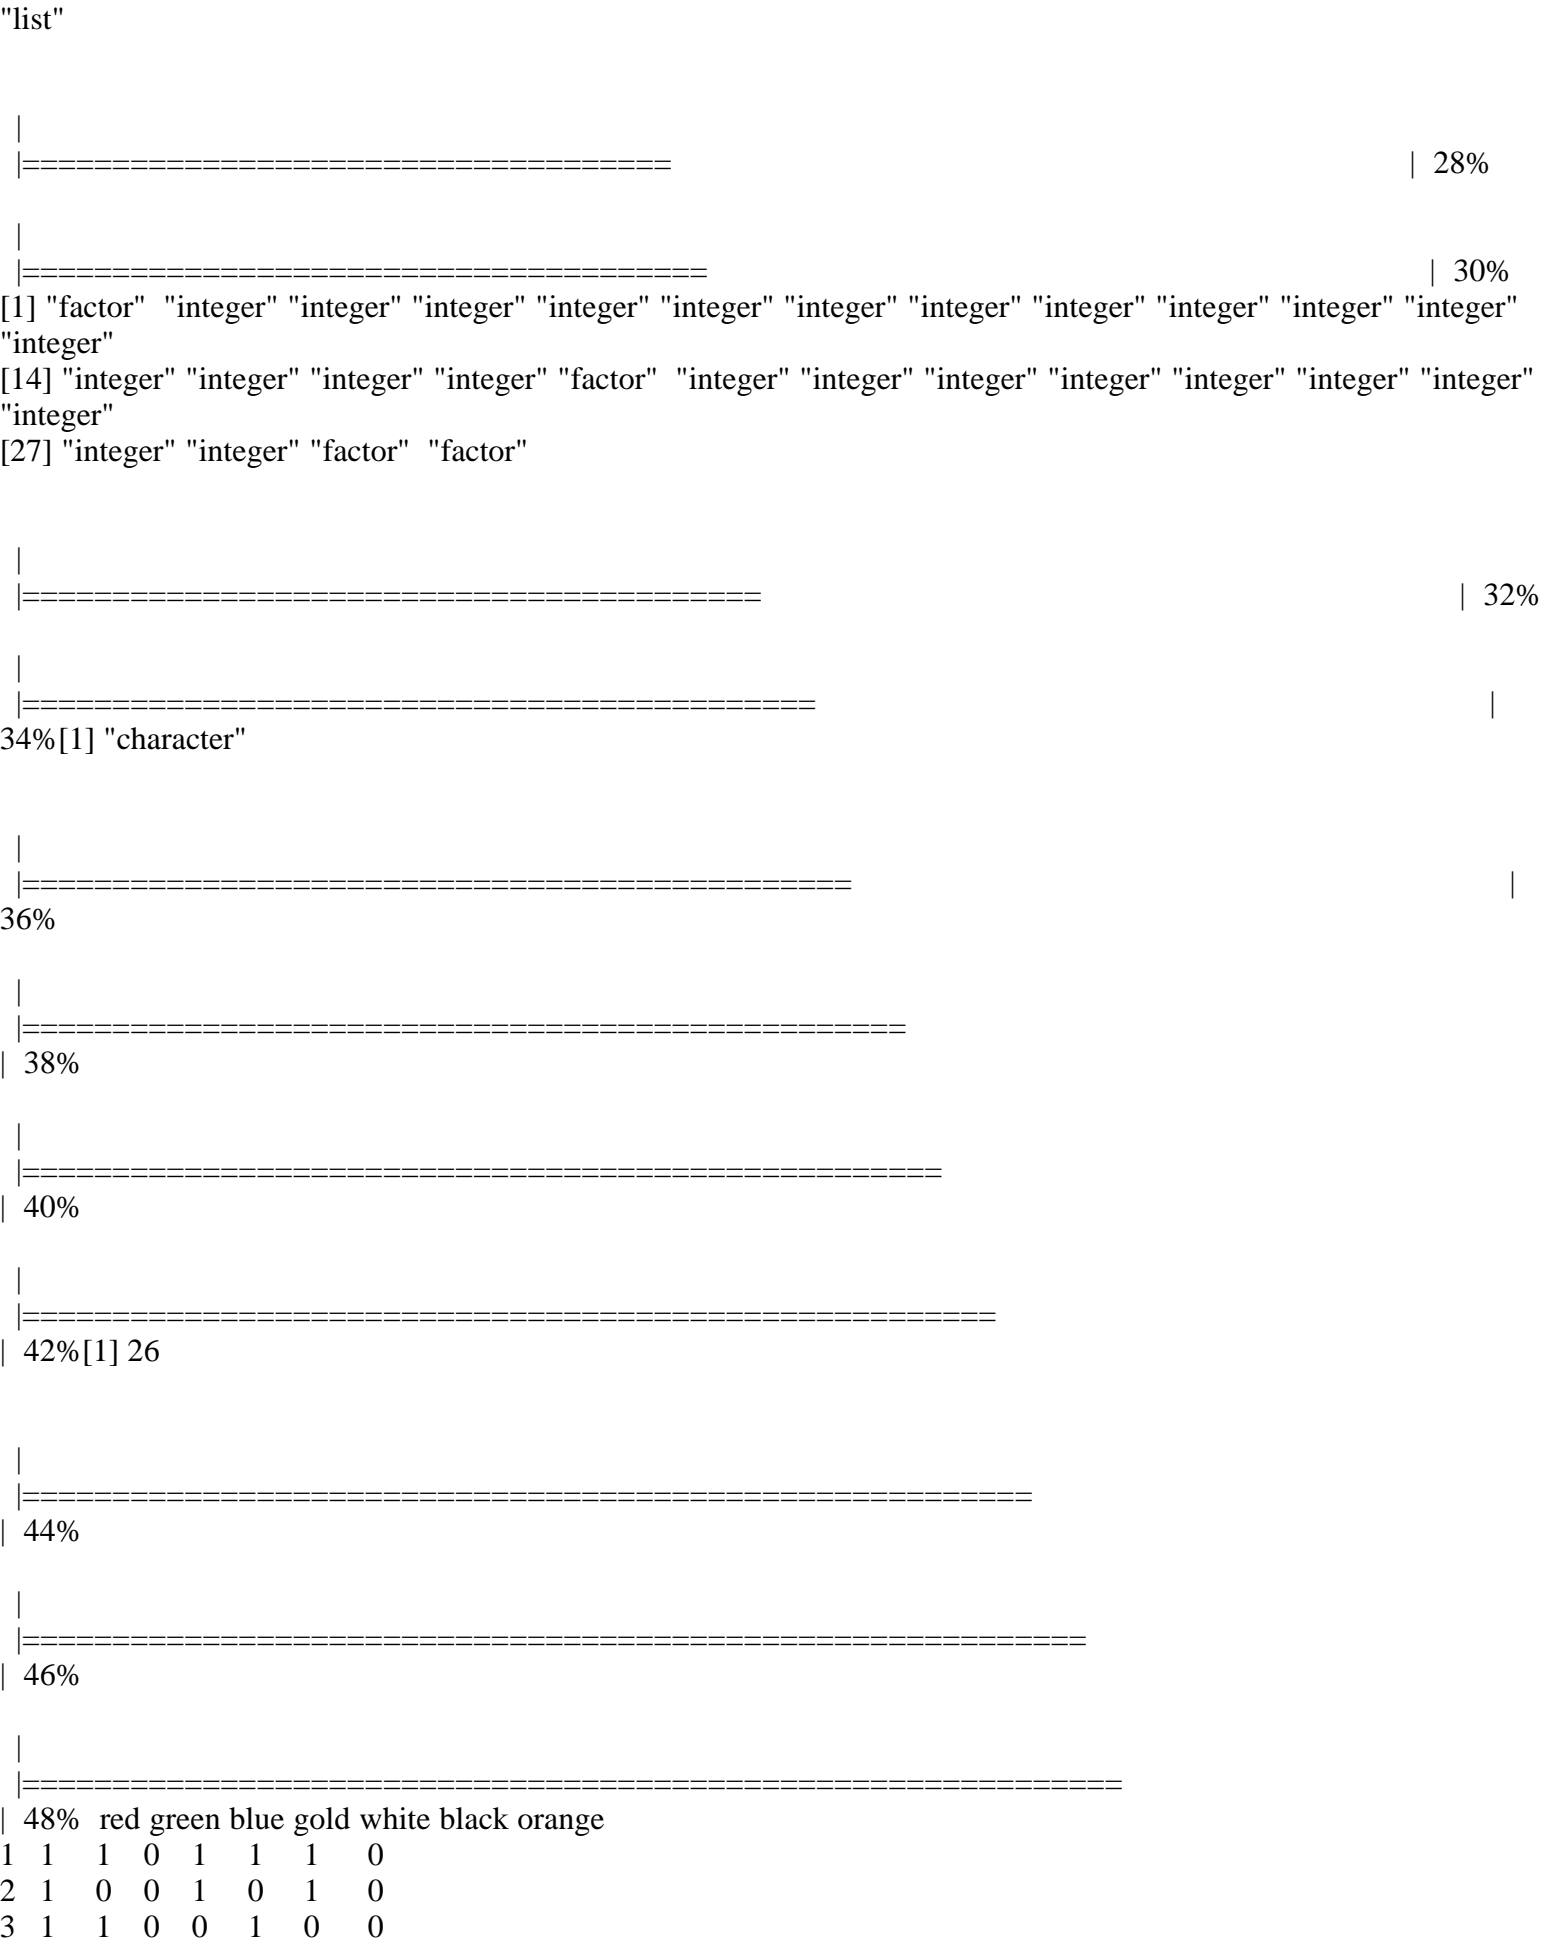 "list"
|
|==================================== | 28%
|
|====================================== | 30%
[1] "factor"  "integer" "integer" "integer" "integer" "integer" "integer" "integer" "integer" "integer" "integer" "integer"
"integer"
[14] "integer" "integer" "integer" "integer" "factor"  "integer" "integer" "integer" "integer" "integer" "integer" "integer"
"integer"
[27] "integer" "integer" "factor"  "factor"
|
|========================================= | 32%
|
|============================================ |
34%[1] "character"
|
|============================================== |
36%
|
|=================================================
| 38%
|
|===================================================
| 40%
|
|======================================================
| 42%[1] 26
|
|========================================================
| 44%
|
|===========================================================
| 46%
|
|=============================================================
| 48%  red green blue gold white black orange
1 1 1 0 1 1 1 0
2 1 0 0 1 0 1 0
3 1 1 0 0 1 0 0